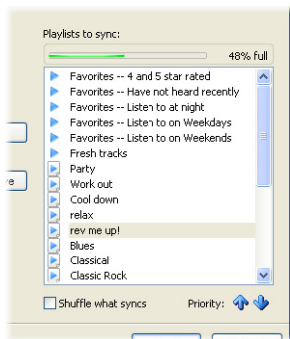 Playlists to sync:
48% full
Favorites -- 4 and 5 star rated
Favorites -- Have not heard recently
Favorites -- Listen to at night
Favorites -- Listen to on Weekdays
Favorites -- Listen to on Weekends
Fresh tracks
Party
Work out
Cool down
relax
rev me up!
Blues
Classical
Classic Rock
Shuffle what syncs Priority: